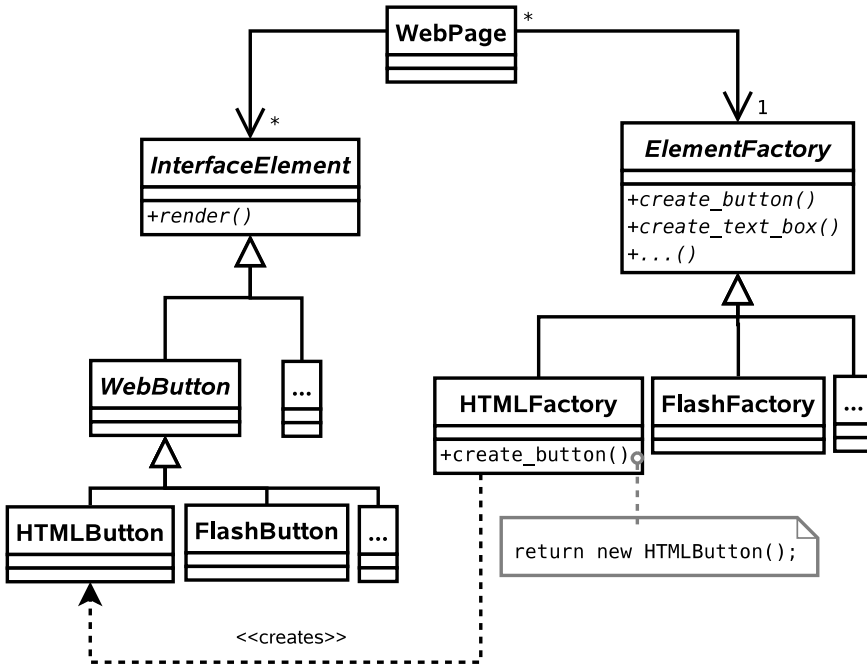 WebPage
*
*
1
InterfaceElement
+render()
ElementFactory
+create_button()
+create_text_box()
+...()
WebButton
...
HTMLFactory
+create_button()
FlashFactory
...
HTMLButton
FlashButton
...
return new HTMLButton();
<<creates>>